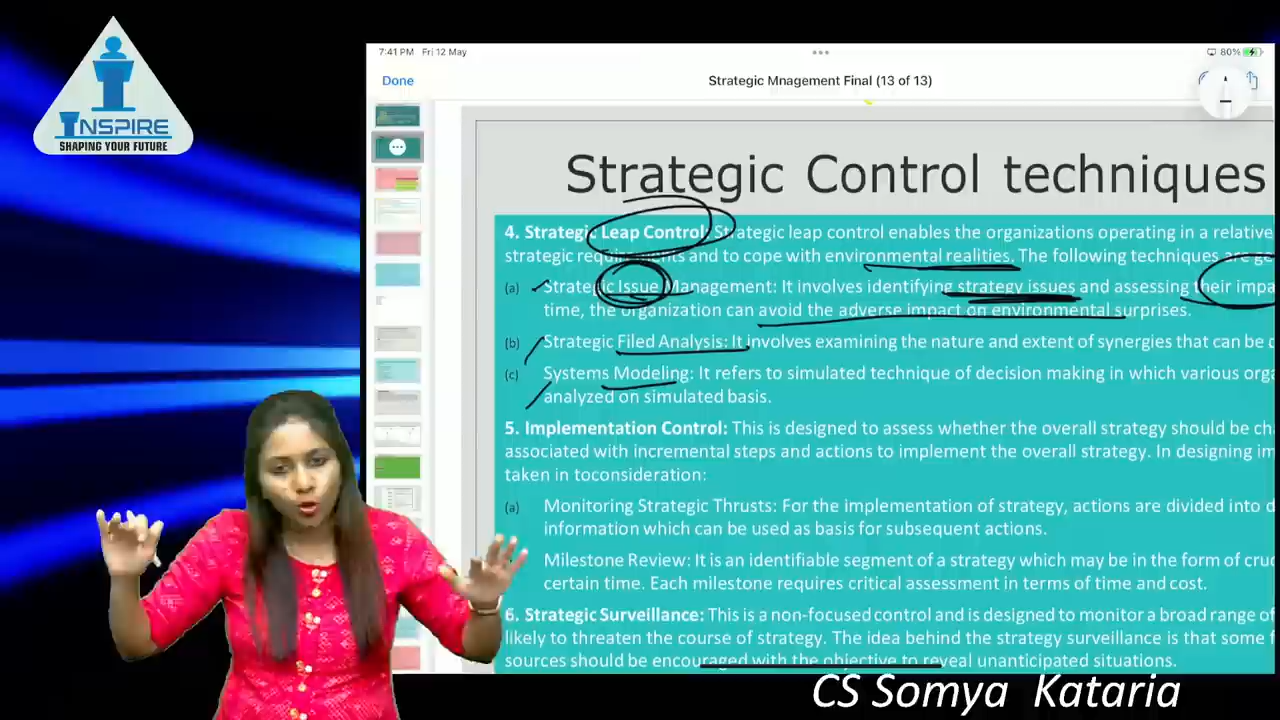 INSPIRE
SHAPING YOUR FUTURE
7:41 PM Fri 12 May
80%
Done
Strategic Mnagement Final (13 of 13)
Strategic Control techniques
4. Strategic Leap Control: Strategic leap control enables the organizations operating in a relative
strategic requirements and to cope with environmental realities. The following techniques are ge
(a) Strategic Issue Management: It involves identifying strategy issues and assessing their impa
time, the organization can avoid the adverse impact on environmental surprises.
(b) Strategic Filed Analysis: It involves examining the nature and extent of synergies that can be
(c) Systems Modeling: It refers to simulated technique of decision making in which various orga
analyzed on simulated basis.
5. Implementation Control: This is designed to assess whether the overall strategy should be ch
associated with incremental steps and actions to implement the overall strategy. In designing im
taken in toconsideration:
(a) Monitoring Strategic Thrusts: For the implementation of strategy, actions are divided into d
information which can be used as basis for subsequent actions.
Milestone Review: It is an identifiable segment of a strategy which may be in the form of cruc
certain time. Each milestone requires critical assessment in terms of time and cost.
6. Strategic Surveillance: This is a non-focused control and is designed to monitor a broad range of
likely to threaten the course of strategy. The idea behind the strategy surveillance is that some f
sources should be encouraged with the objective to reveal unanticipated situations.
CS Somya Kataria